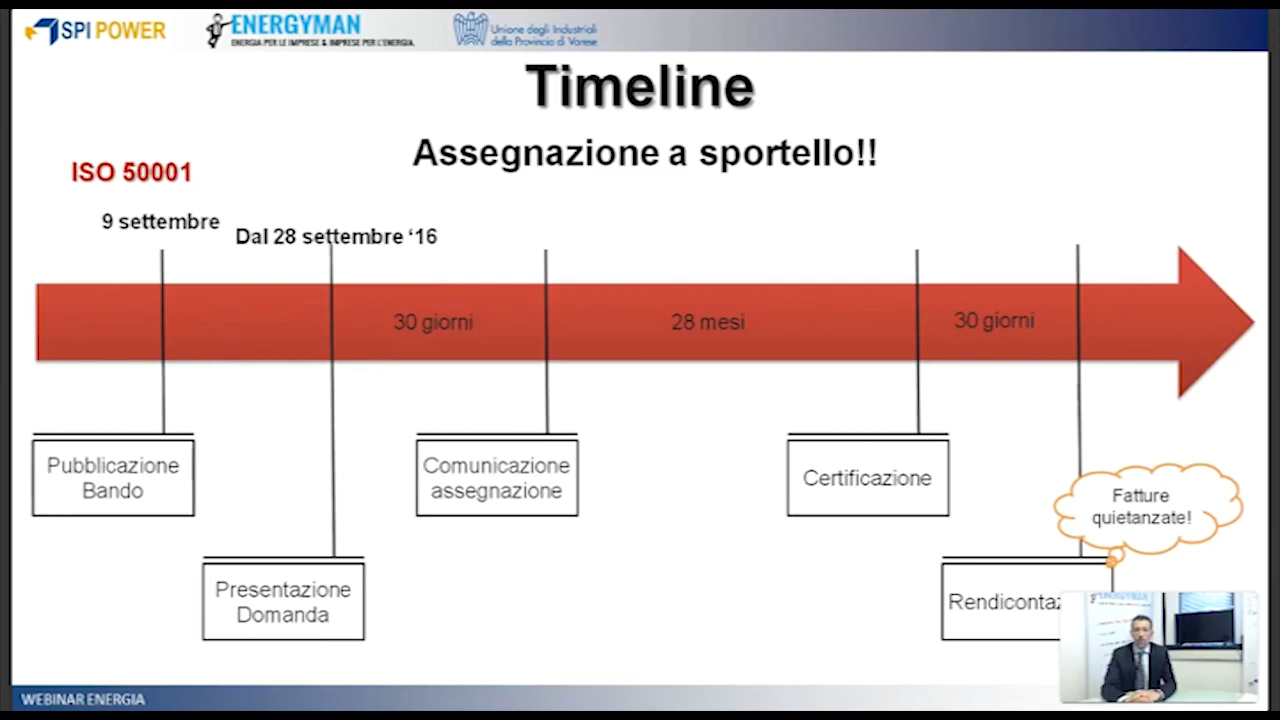 SPI POWER
ENERGYMAN
ENERGIA PER LE IMPRESE & IMPRESE PER L'ENERGIA.
Unione degli Industriali
della Provincia di Varese
Timeline
Assegnazione a sportello!!
ISO 50001
9 settembre
Dal 28 settembre ‘16
30 giorni
28 mesi
30 giorni
Pubblicazione
Bando
Comunicazione
assegnazione
Certificazione
Fatture
quietanzate!
Presentazione
Domanda
Rendicontaz
ENERGYMAN
WEBINAR ENERGIA